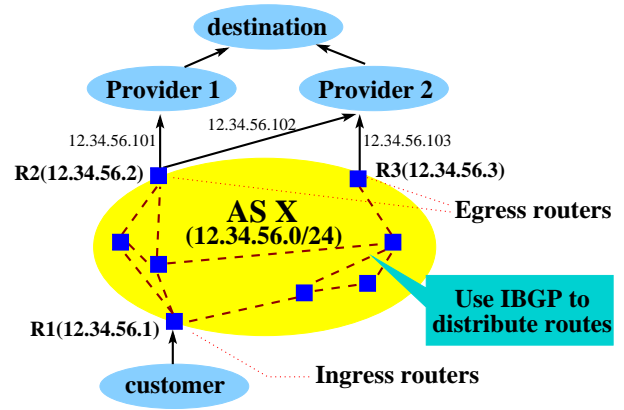 destination
Provider 1
Provider 2
12.34.56.101
12.34.56.102
12.34.56.103
R2(12.34.56.2)
R3(12.34.56.3)
AS X
(12.34.56.0/24)
Egress routers
Use IBGP to
distribute routes
R1(12.34.56.1)
Ingress routers
customer